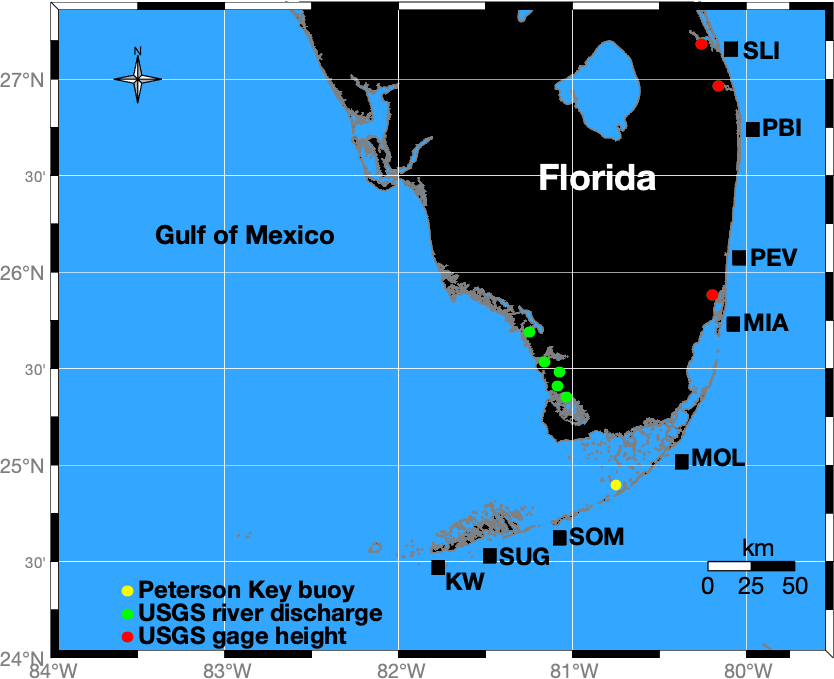 N
SLI
27°N
PBI
30'
Florida
Gulf of Mexico
PEV
26°N
MIA
30'
MOL
25°N
SOM
SUG
30'
KW
km
0 25 50
Peterson Key buoy
USGS river discharge
USGS gage height
24°N
84°W 83°W 82°W 81°W 80°W